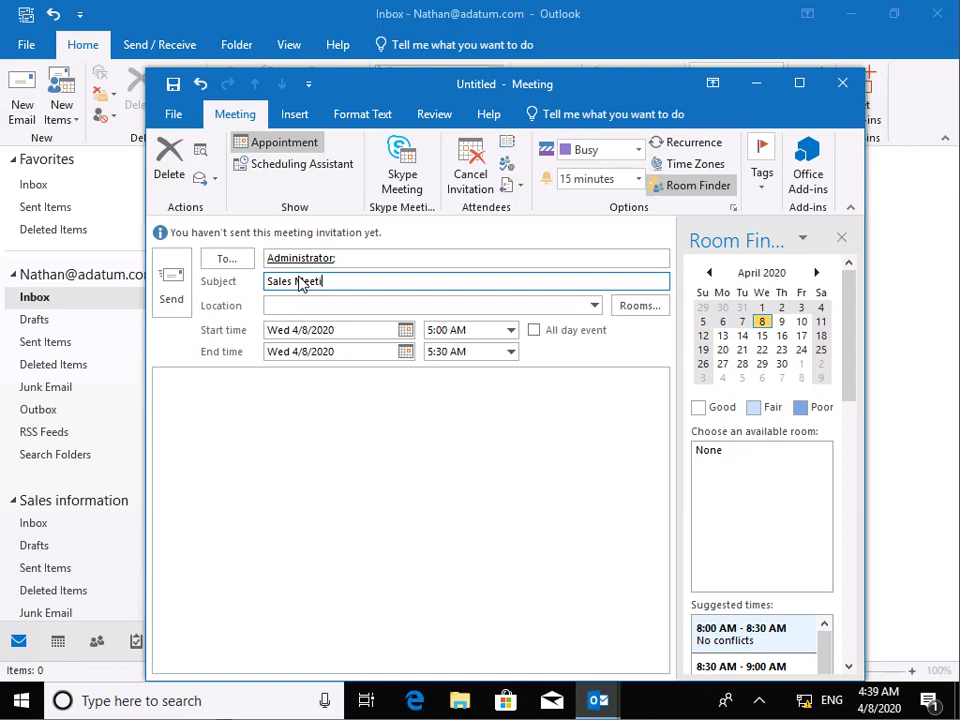 Inbox - Nathan@adatum.com - Outlook
File Home Send / Receive Folder View Help Tell me what you want to do
New Email
New Items
New
Untitled - Meeting
File Meeting Insert Format Text Review Help Tell me what you want to do
Delete
Actions
Appointment
Scheduling Assistant
Show
Skype Meeting
Skype Meeti...
Cancel Invitation
Attendees
Busy
15 minutes
Recurrence
Time Zones
Room Finder
Options
Tags
Office Add-ins
Add-ins
You haven't sent this meeting invitation yet.
Send
To... Administrator;
Subject Sales Meeti
Location Rooms...
Start time Wed 4/8/2020 5:00 AM All day event
End time Wed 4/8/2020 5:30 AM
Room Fin...
April 2020
Su Mo Tu We Th Fr Sa
29 30 31 1 2 3 4
5 6 7 8 9 10 11
12 13 14 15 16 17 18
19 20 21 22 23 24 25
26 27 28 29 30 1 2
3 4 5 6 7 8 9
Good Fair Poor
Choose an available room:
None
Suggested times:
8:00 AM - 8:30 AM
No conflicts
8:30 AM - 9:00 AM
Favorites
Inbox
Sent Items
Deleted Items
Nathan@adatum.co
Inbox
Drafts
Sent Items
Deleted Items
Junk Email
Outbox
RSS Feeds
Search Folders
Sales information
Inbox
Drafts
Sent Items
Deleted Items
Junk Email
Items: 0
100%
Type here to search
ENG
4:39 AM
4/8/2020
1